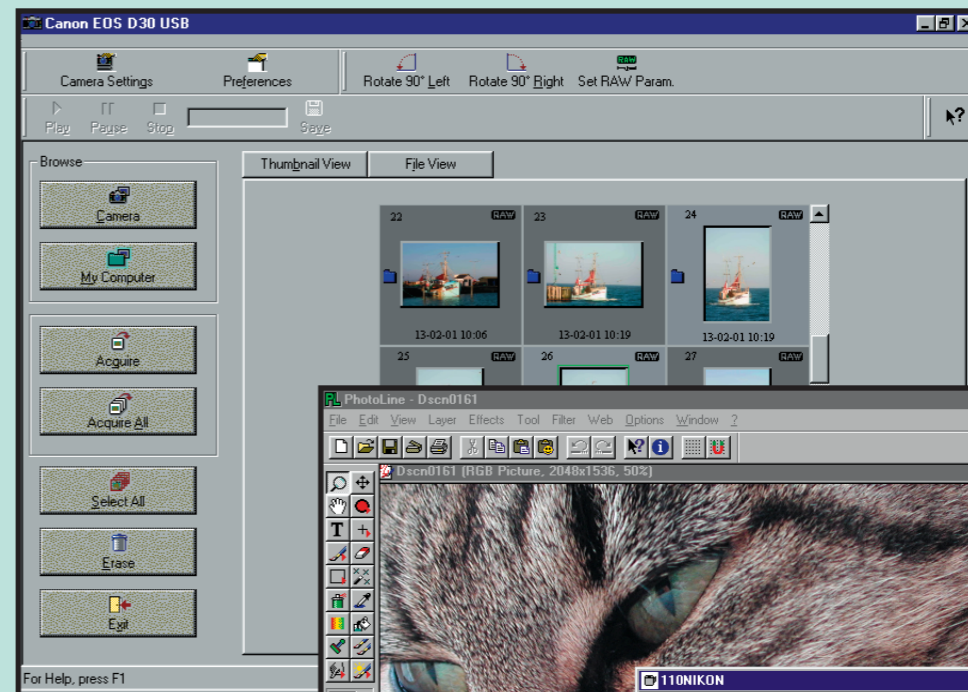 Canon EOS D30 USB
Camera Settings Preferences Rotate 90° Left Rotate 90° Right Set RAW Param.
RAW
Play Pause Stop Save
Browse
Camera
My Computer
Acquire
Acquire All
Select All
Erase
Exit
For Help, press F1
Thumbnail View File View
22 RAW 23 RAW 24 RAW
13-02-01 10:06 13-02-01 10:19 13-02-01 10:19
25 RAW 26 RAW 27 RAW
PL PhotoLine - Dscn0161
File Edit View Layer Effects Tool Filter Web Options Window ?
Dscn0161 (RGB Picture, 2048x1536, 50%)
T
110NIKON